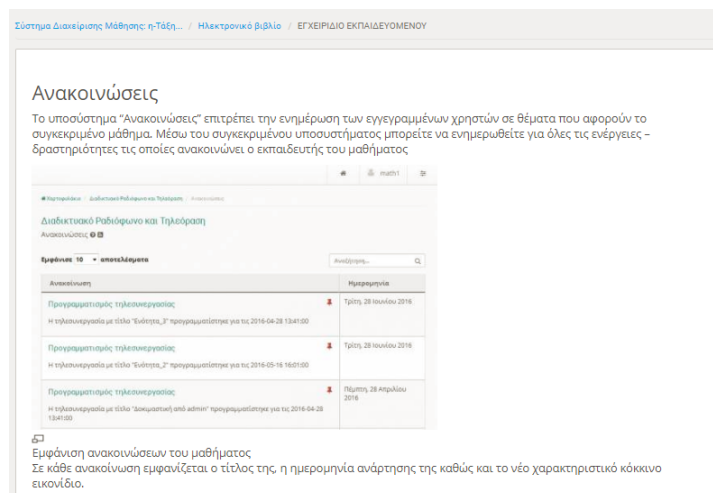 Σύστημα Διαχείρισης Μάθησης: η-Τάξη... / Ηλεκτρονικό βιβλίο / ΕΓΧΕΙΡΙΔΙΟ ΕΚΠΑΙΔΕΥΟΜΕΝΟΥ
Ανακοινώσεις
Το υποσύστημα “Ανακοινώσεις” επιτρέπει την ενημέρωση των εγγεγραμμένων χρηστών σε θέματα που αφορούν το
συγκεκριμένο μάθημα. Μέσω του συγκεκριμένου υποσυστήματος μπορείτε να ενημερωθείτε για όλες τις ενέργειες –
δραστηριότητες τις οποίες ανακοινώνει ο εκπαιδευτής του μαθήματος
math1
Χαρτοφυλάκιο / Διαδικτυακό Ραδιόφωνο και Τηλεόραση / Ανακοινώσεις
Διαδικτυακό Ραδιόφωνο και Τηλεόραση
Ανακοινώσεις
Εμφάνισε 10 αποτελέσματα Αναζήτηση...
Ανακοίνωση Ημερομηνία
Προγραμματισμός τηλεσυνεργασίας Τρίτη, 28 Ιουνίου 2016
Η τηλεσυνεργασία με τίτλο "Ενότητα_3" προγραμματίστηκε για τις 2016-04-28 13:41:00
Προγραμματισμός τηλεσυνεργασίας Τρίτη, 28 Ιουνίου 2016
Η τηλεσυνεργασία με τίτλο "Ενότητα_2" προγραμματίστηκε για τις 2016-05-16 16:01:00
Προγραμματισμός τηλεσυνεργασίας Πέμπτη, 28 Απριλίου
2016
Η τηλεσυνεργασία με τίτλο "Δοκιμαστική από admin" προγραμματίστηκε για τις 2016-04-28
13:41:00
Εμφάνιση ανακοινώσεων του μαθήματος
Σε κάθε ανακοίνωση εμφανίζεται ο τίτλος της, η ημερομηνία ανάρτησης της καθώς και το νέο χαρακτηριστικό κόκκινο
εικονίδιο.